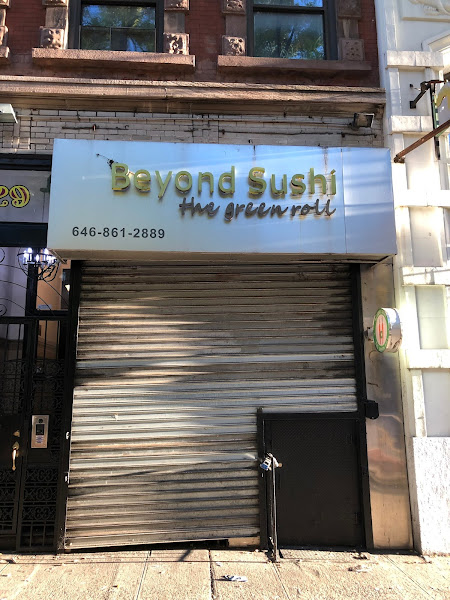 Beyond Sushi
the green roll
646-861-2889
29